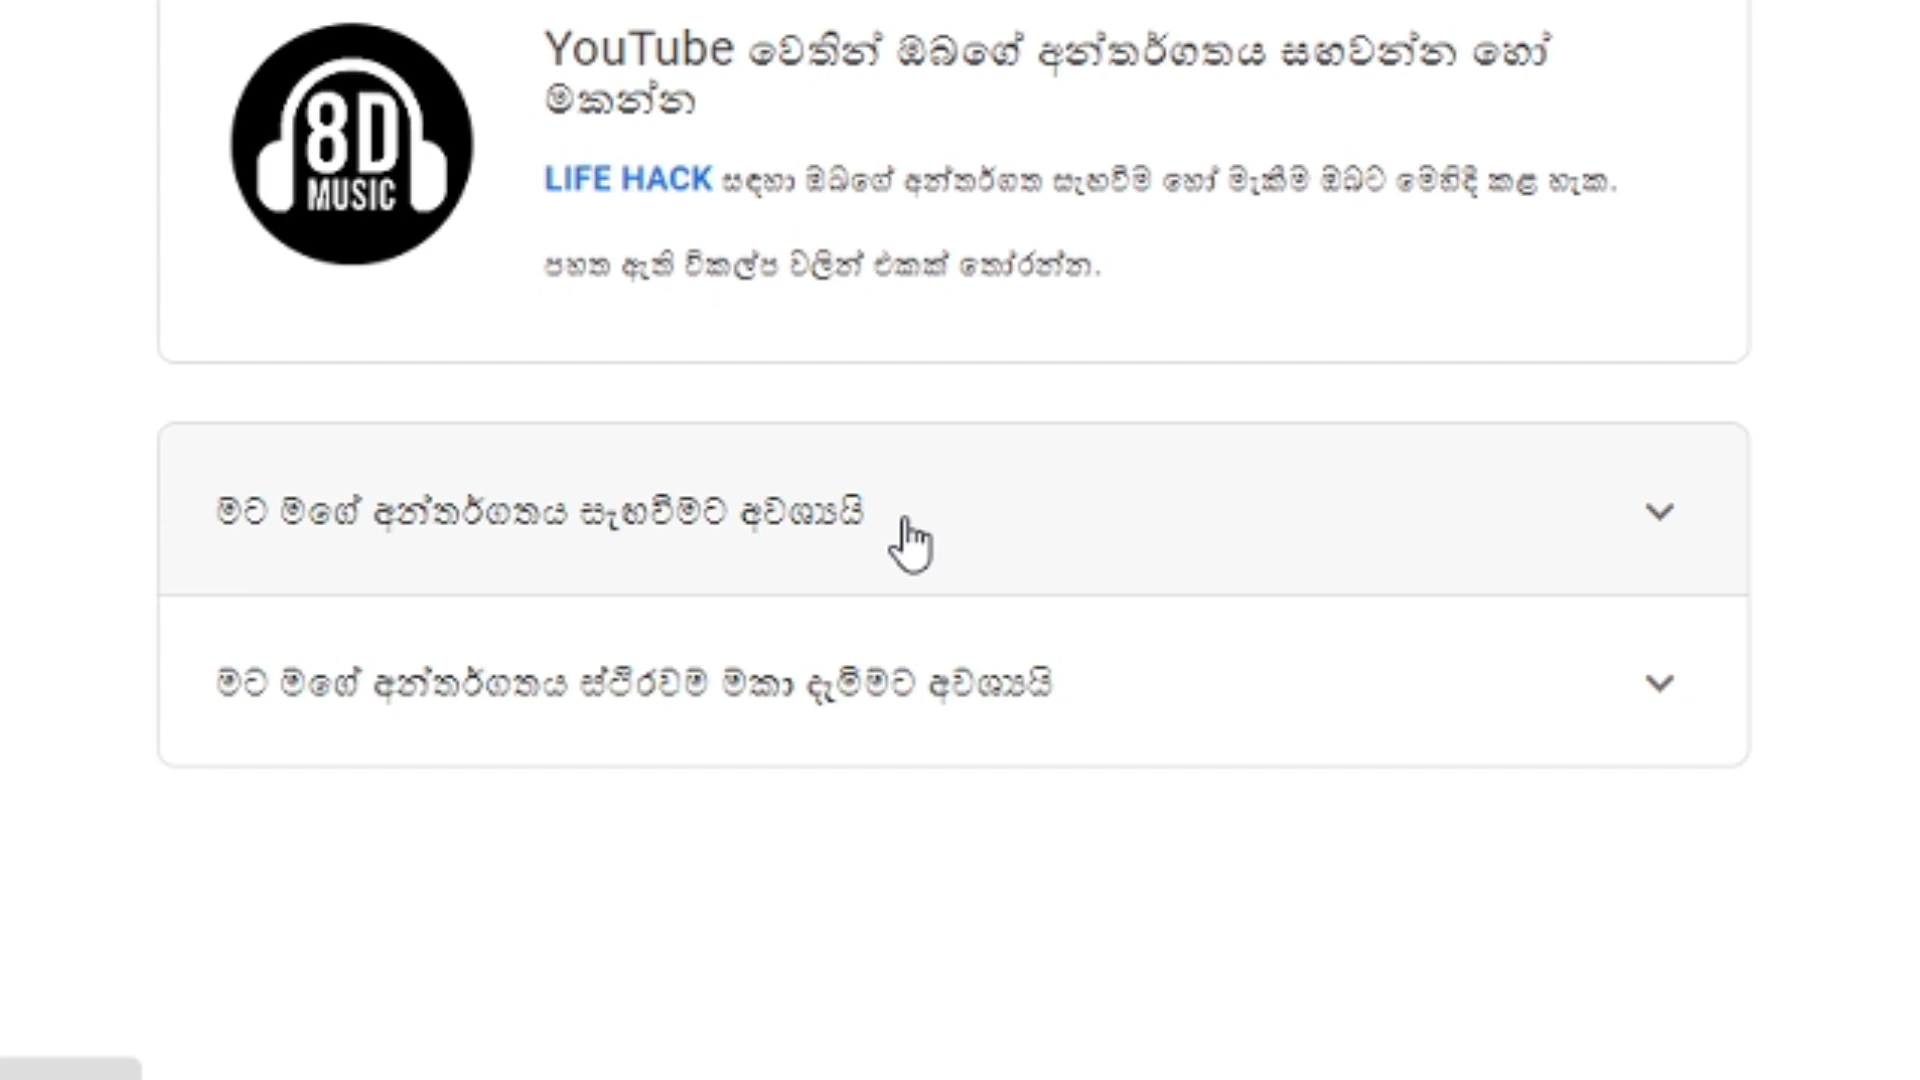 8D
MUSIC
YouTube වෙතින් ඔබගේ අන්තර්ගතය සඟවන්න හෝ
මකන්න
LIFE HACK සඳහා ඔබගේ අන්තර්ගත සැඟවීම හෝ මැකීම ඔබට මෙහිදී කළ හැක.
පහත ඇති විකල්ප වලින් එකක් තෝරන්න.
මට මගේ අන්තර්ගතය සැඟවීමට අවශ්‍යයි
මට මගේ අන්තර්ගතය ස්ථිරවම මකා දැමීමට අවශ්‍යයි